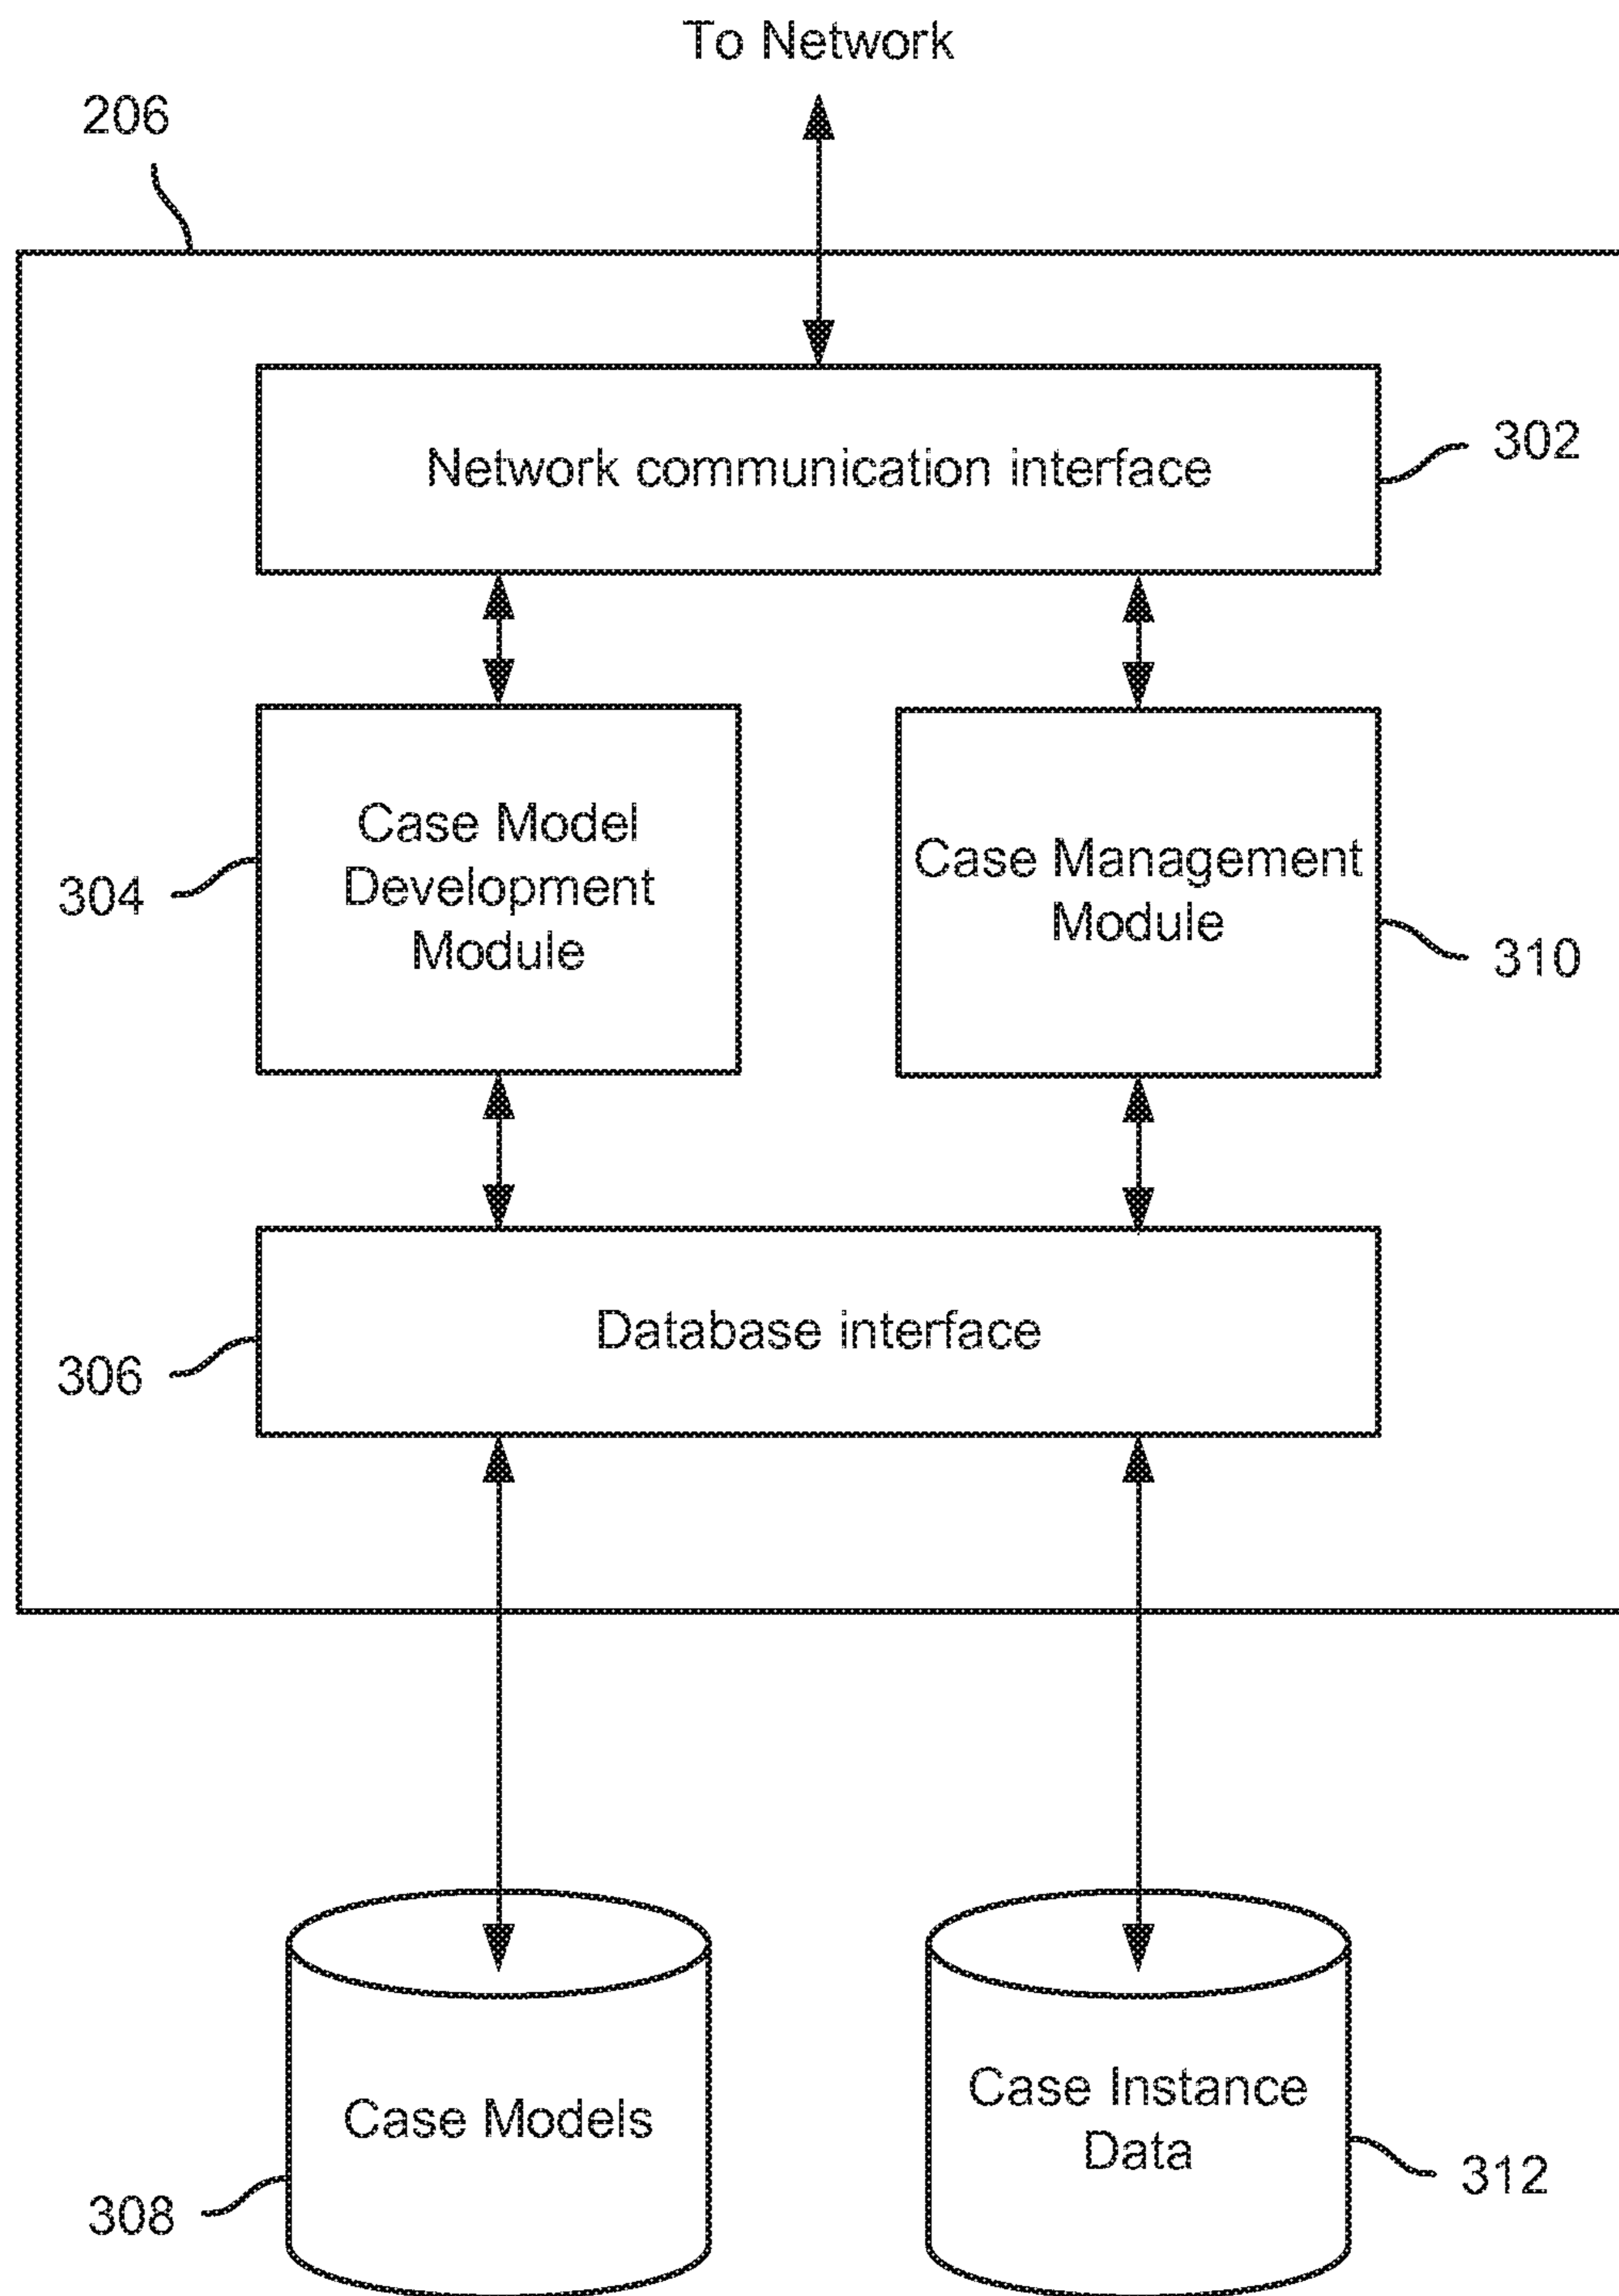 To Network
206
Network communication interface
302
Case Model
Development
Module
304
Case Management
Module
310
Database interface
306
Case Models
308
Case Instance
Data
312